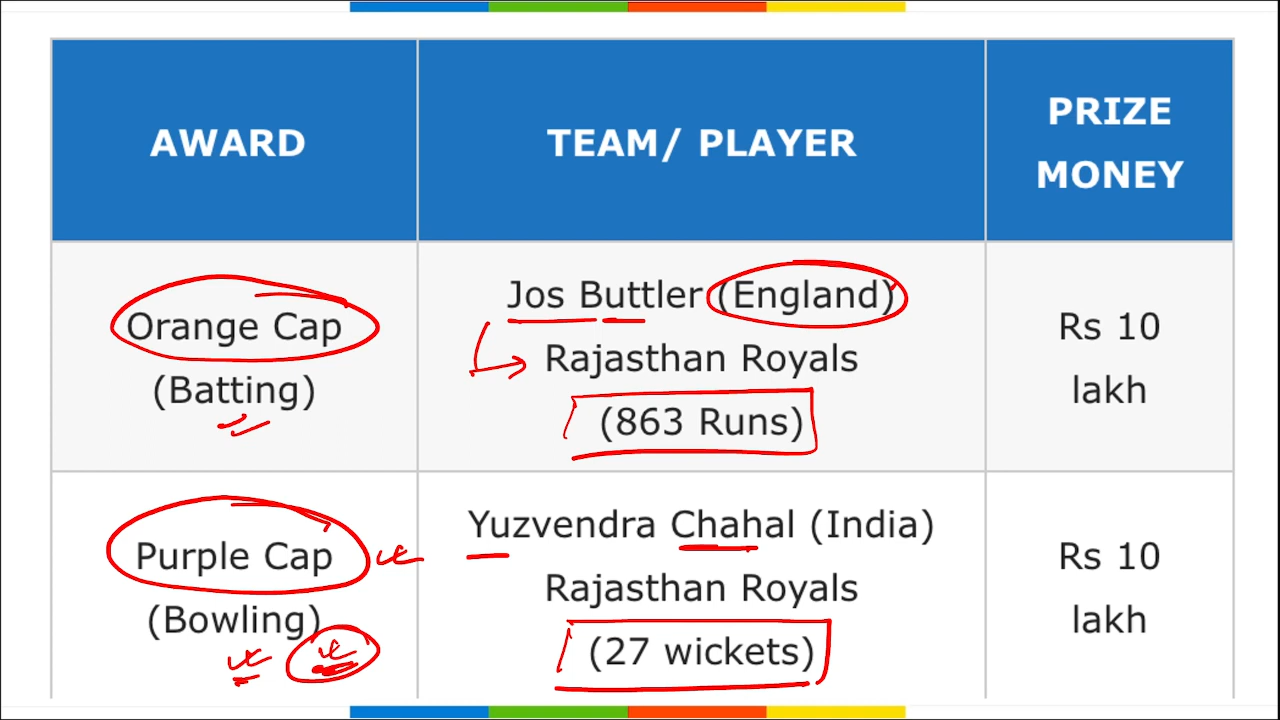 AWARD
TEAM/ PLAYER
PRIZE
MONEY
Orange Cap
(Batting)
Jos Buttler (England)
Rajasthan Royals
(863 Runs)
Rs 10
lakh
Purple Cap
(Bowling)
Yuzvendra Chahal (India)
Rajasthan Royals
(27 wickets)
Rs 10
lakh